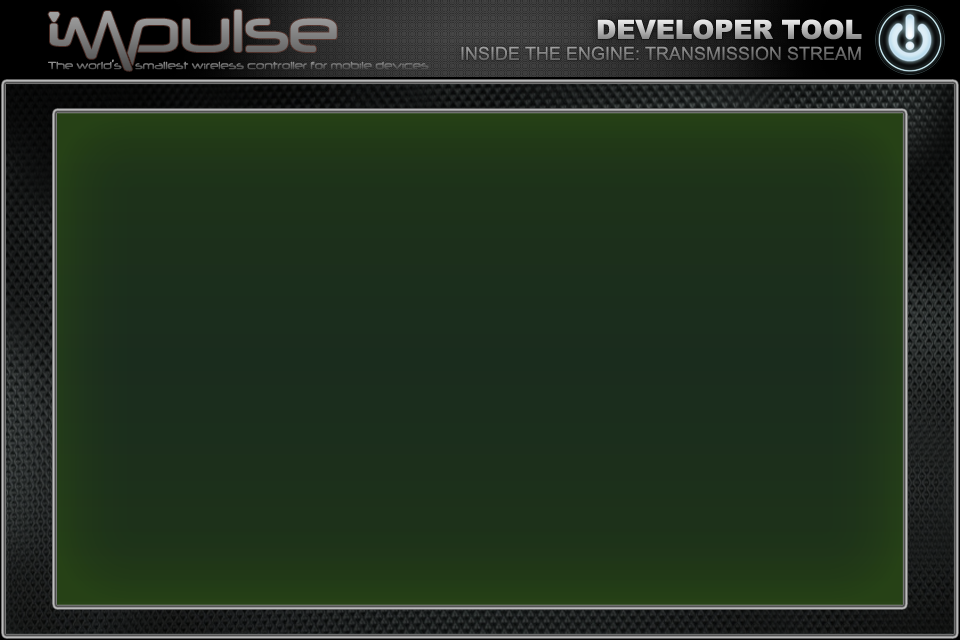 iMpulse
The world's smallest wireless controller for mobile devices
DEVELOPER TOOL
INSIDE THE ENGINE: TRANSMISSION STREAM